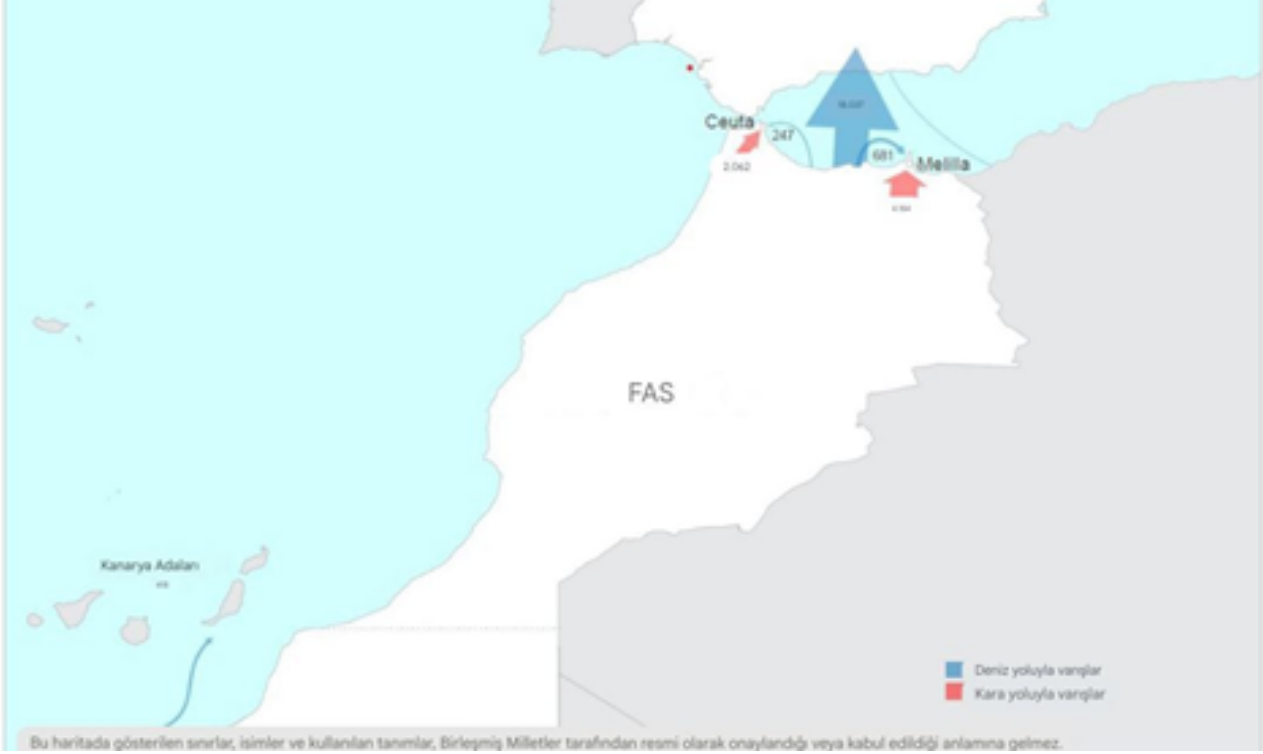 Ceuta
247
2.062
681
Melilla
FAS
Kanarya Adaları
Deniz yoluyla varışlar
Kara yoluyla varışlar
Bu haritada gösterilen sınırlar, isimler ve kullanılan tanımlar, Birleşmiş Milletler tarafından resmi olarak onaylandığı veya kabul edildiği anlamına gelmez.